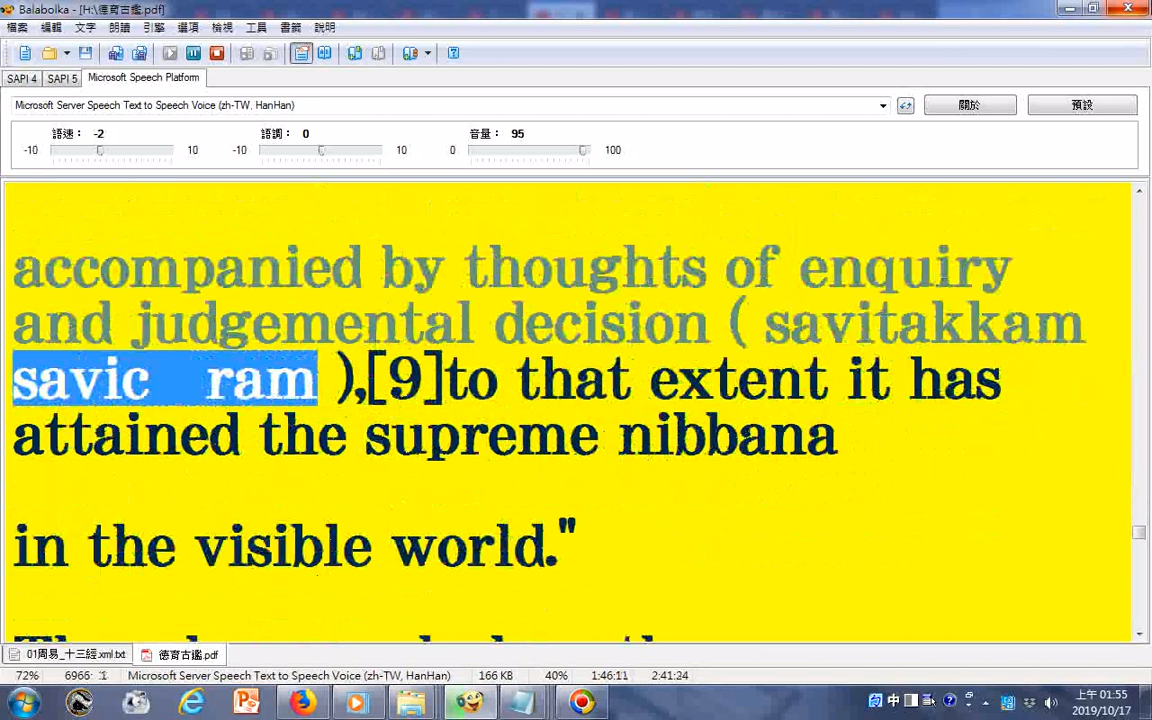 Balabolka - [H:\德育古鑑.pdf]
檔案 編輯 文字 朗讀 引擎 選項 檢視 工具 書籤 說明
SAPI 4 SAPI 5 Microsoft Speech Platform
Microsoft Server Speech Text to Speech Voice (zh-TW, HanHan) 關於 預設
語速： -2 語調： 0 音量： 95
-10 10 -10 10 0 100
accompanied by thoughts of enquiry
and judgemental decision ( savitakkam
savic ram ),[9]to that extent it has
attained the supreme nibbana
in the visible world."
01周易_十三經.xml.txt 德育古鑑.pdf
72% 6966: 1 Microsoft Server Speech Text to Speech Voice (zh-TW, HanHan) 166 KB 40% 1:46:11 2:41:24
中 上午 01:55
2019/10/17